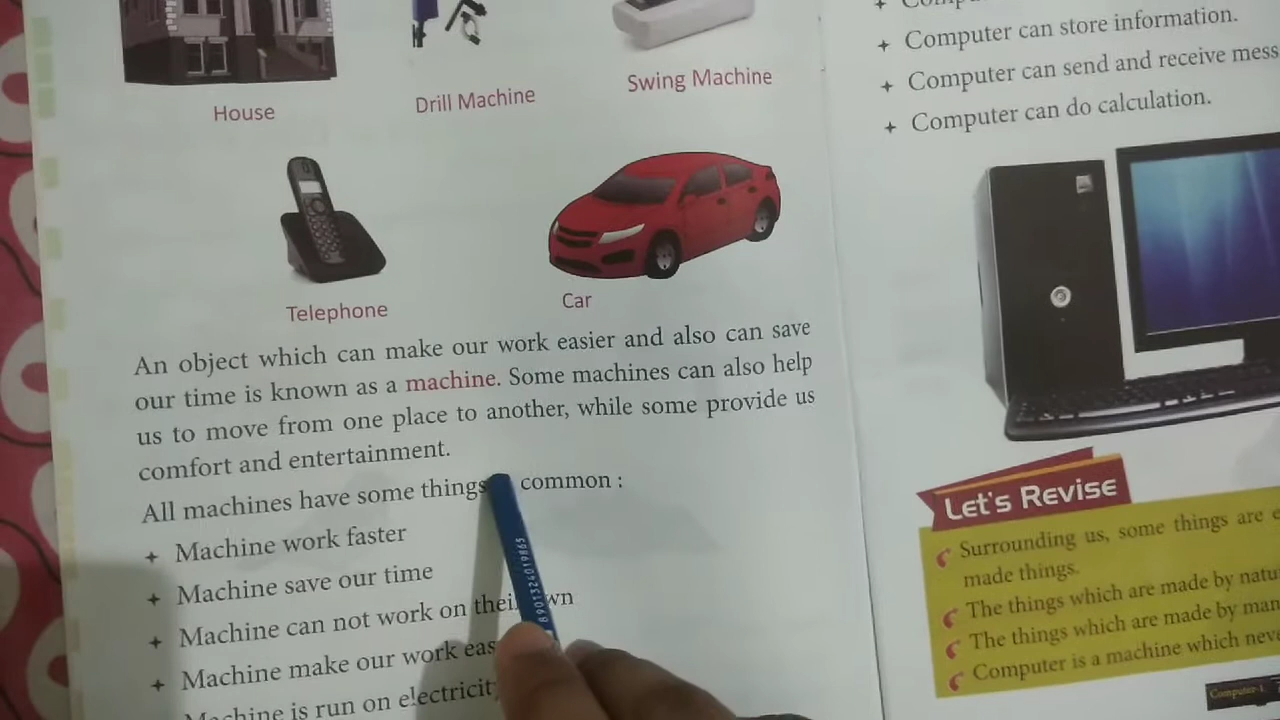 House
Drill Machine
Swing Machine
Telephone
Car
An object which can make our work easier and also can save
our time is known as a machine. Some machines can also help
us to move from one place to another, while some provide us
comfort and entertainment.
All machines have some things common :
+ Machine work faster
+ Machine save our time
+ Machine can not work on their own
+ Machine make our work eas
Machine is run on electricit
+ Computer can store information.
+ Computer can send and receive mess
+ Computer can do calculation.
Let's Revise
Surrounding us, some things are
made things.
The things which are made by natu
The things which are made by man
Computer is a machine which neve
Computer-1
8901324019865